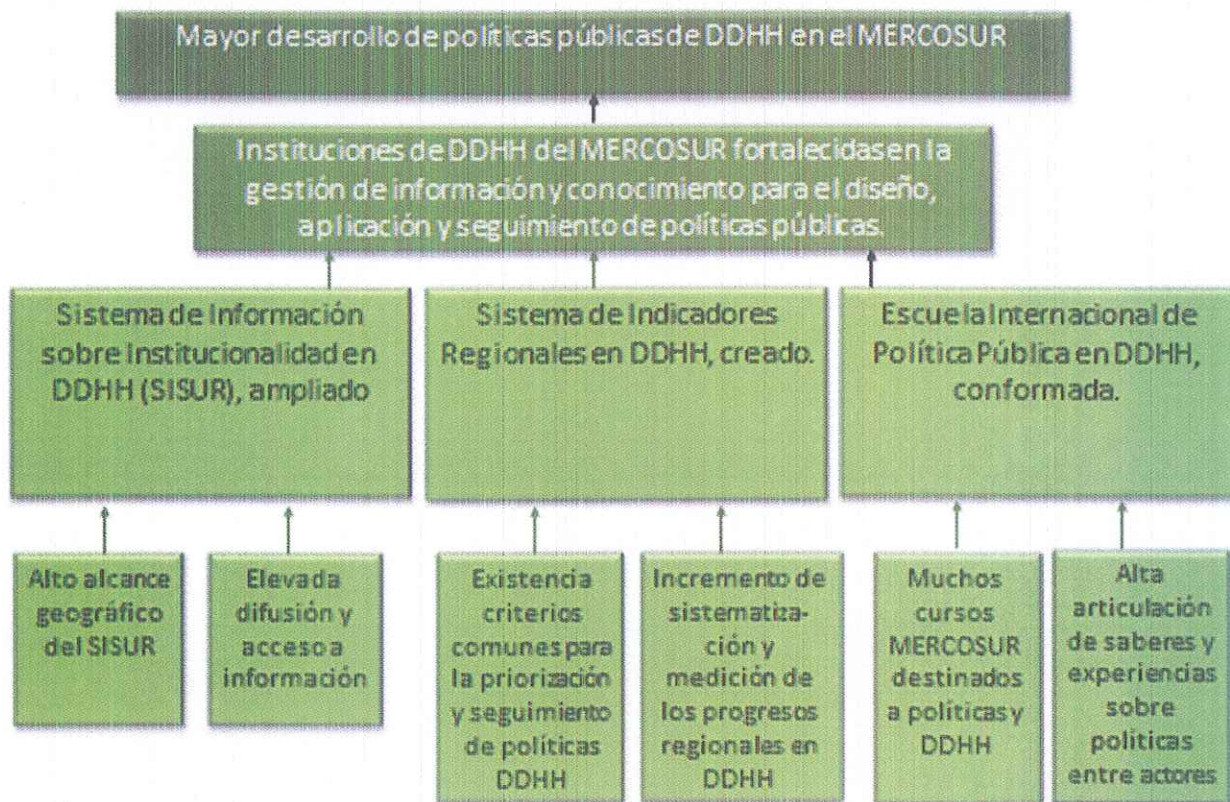 Mayor desarrollo de políticas públicas de DDHH en el MERCOSUR
Instituciones de DDHH del MERCOSUR fortalecidas en la
gestión de información y conocimiento para el diseño,
aplicación y seguimiento de políticas públicas.
Sistema de Información
sobre Institucionalidad en
DDHH (SISUR), ampliado
Sistema de Indicadores
Regionales en DDHH, creado.
Escuela Internacional de
Política Pública en DDHH,
conformada.
Alto alcance
geográfico
del SISUR
Elevada
difusión y
acceso a
información
Existencia
criterios
comunes para
la priorización
y seguimiento
de políticas
DDHH
Incremento de
sistematiza-
ción y
medición de
los progresos
regionales en
DDHH
Muchos
cursos
MERCOSUR
destinados
a políticas y
DDHH
Alta
articulación
de saberes y
experiencias
sobre
políticas
entre actores